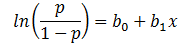 ln(p/(1 − p)) = b₀ + b₁x